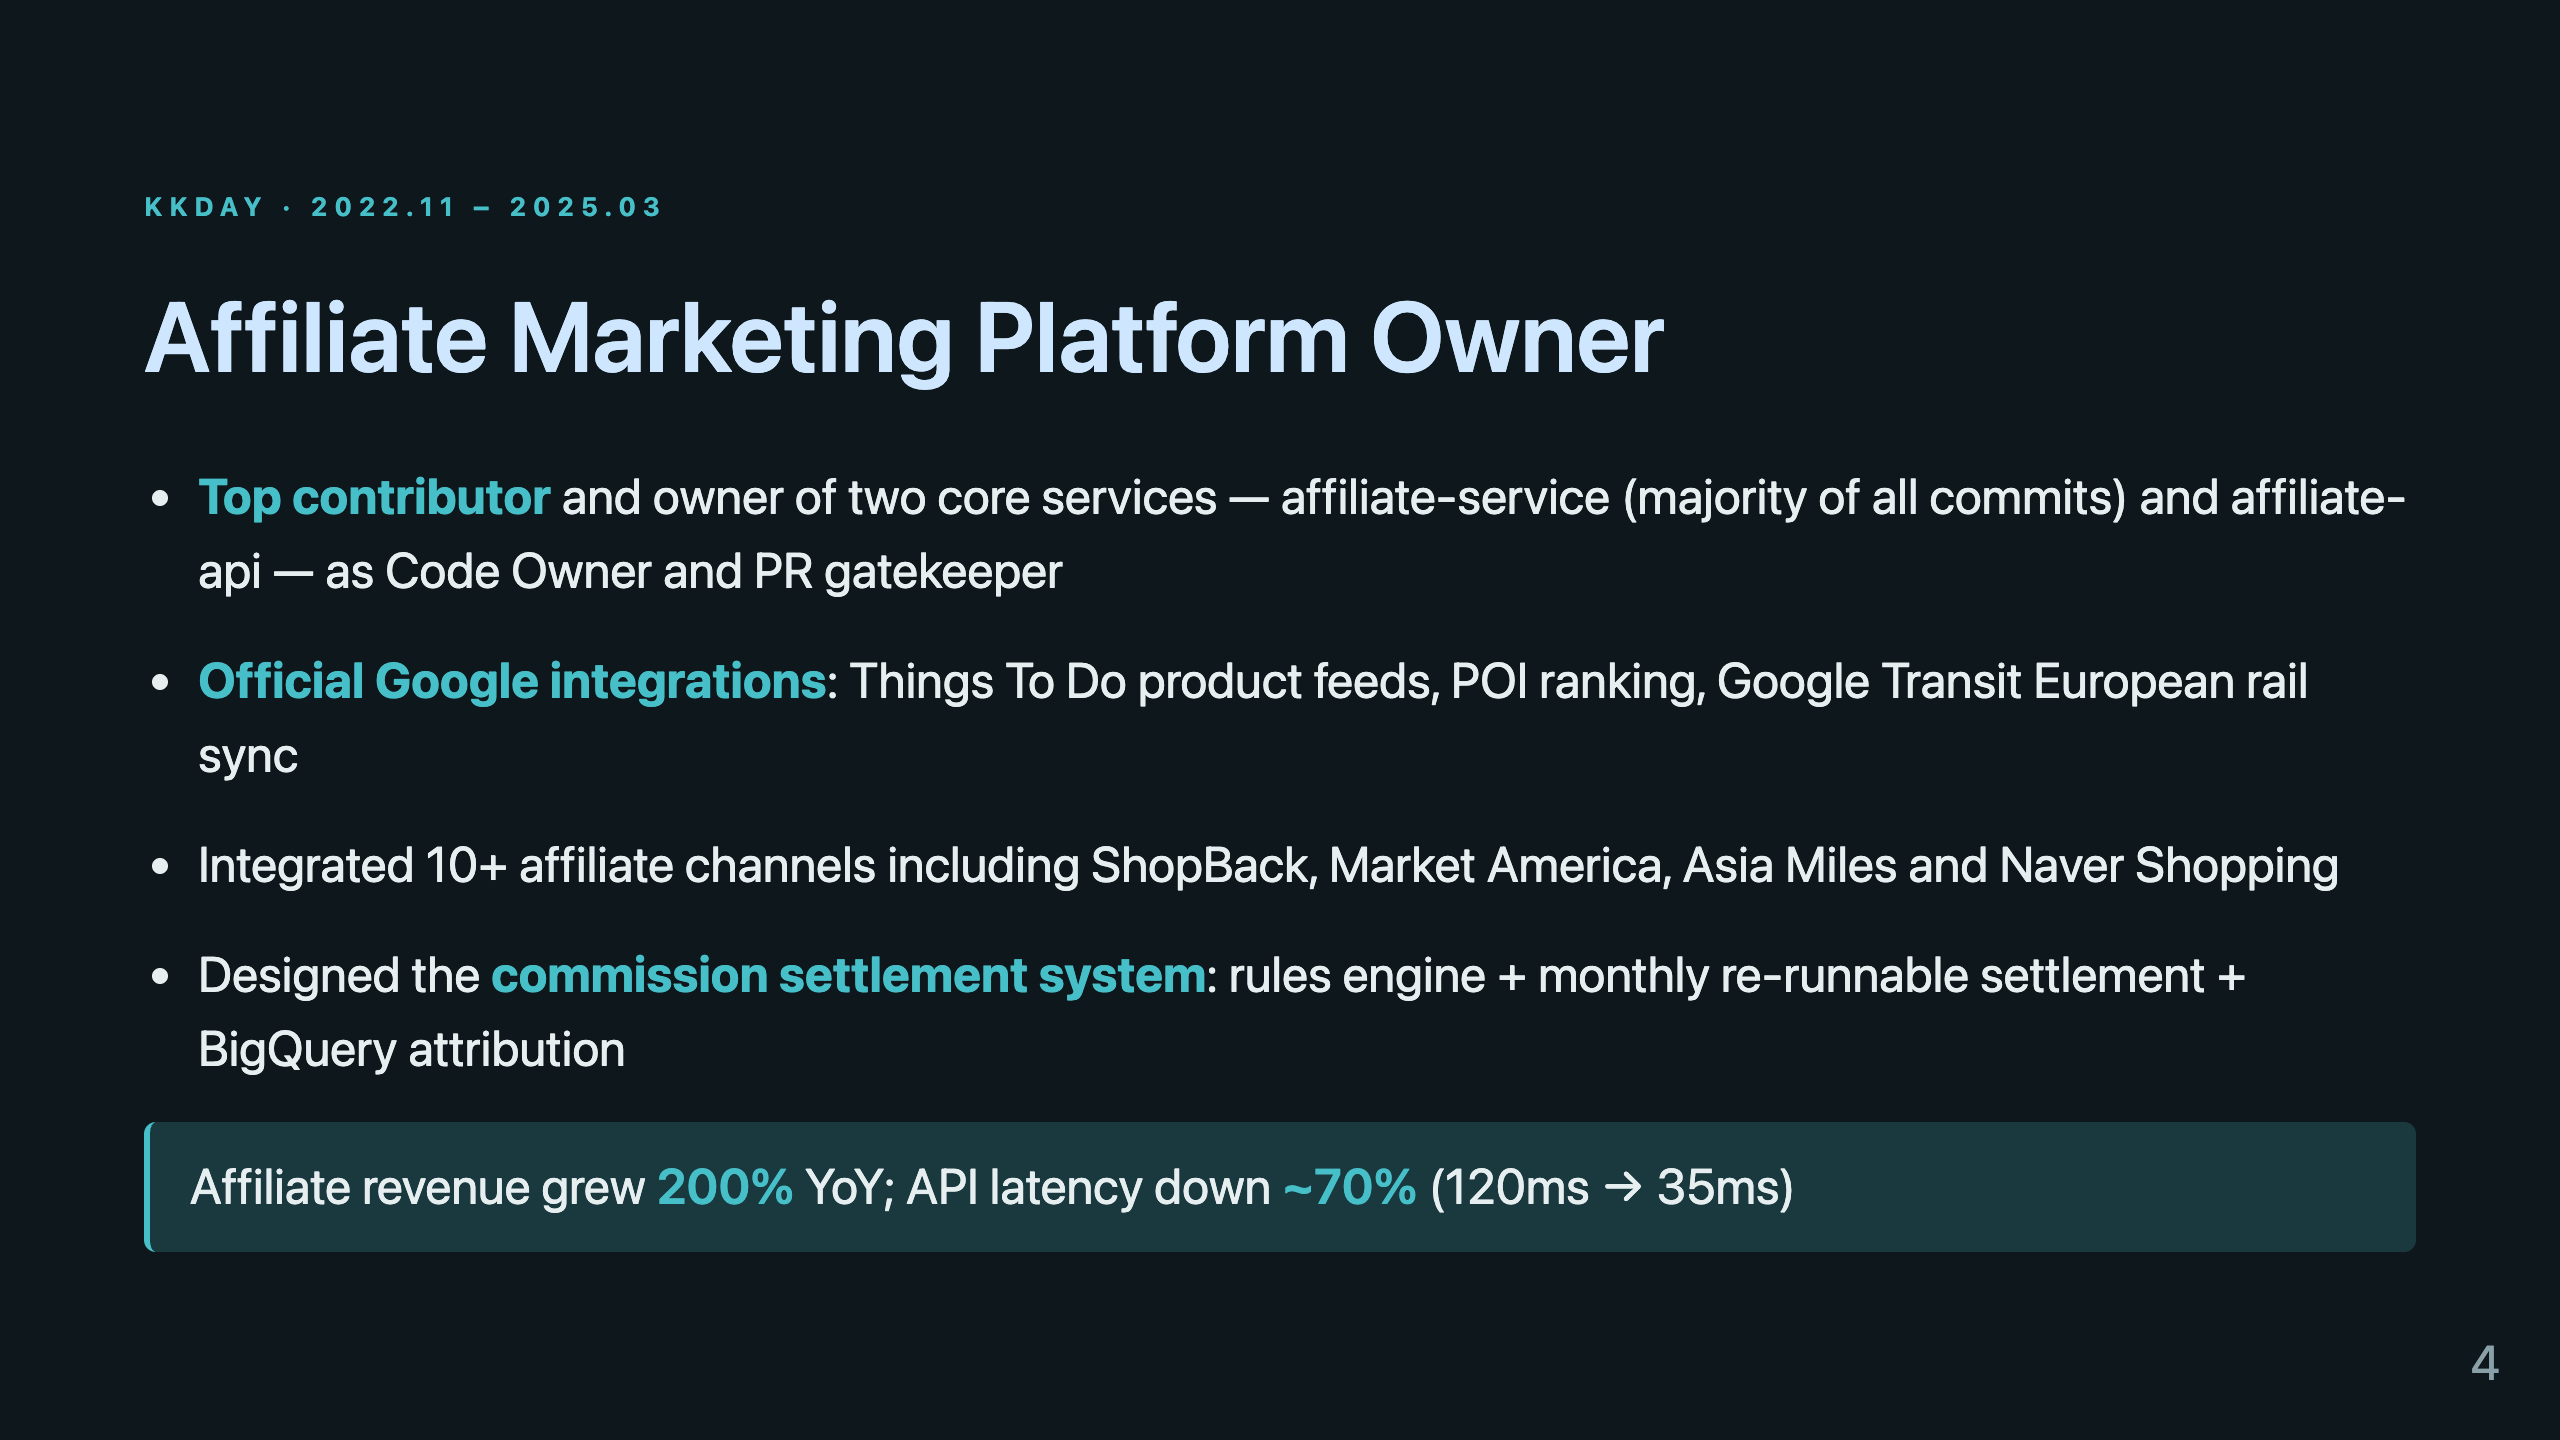 KKDAY · 2022.11 – 2025.03
Affiliate Marketing Platform Owner
• Top contributor and owner of two core services — affiliate-service (majority of all commits) and affiliate-
api — as Code Owner and PR gatekeeper
• Official Google integrations: Things To Do product feeds, POI ranking, Google Transit European rail
sync
• Integrated 10+ affiliate channels including ShopBack, Market America, Asia Miles and Naver Shopping
• Designed the commission settlement system: rules engine + monthly re-runnable settlement +
BigQuery attribution
Affiliate revenue grew 200% YoY; API latency down ~70% (120ms → 35ms)
4